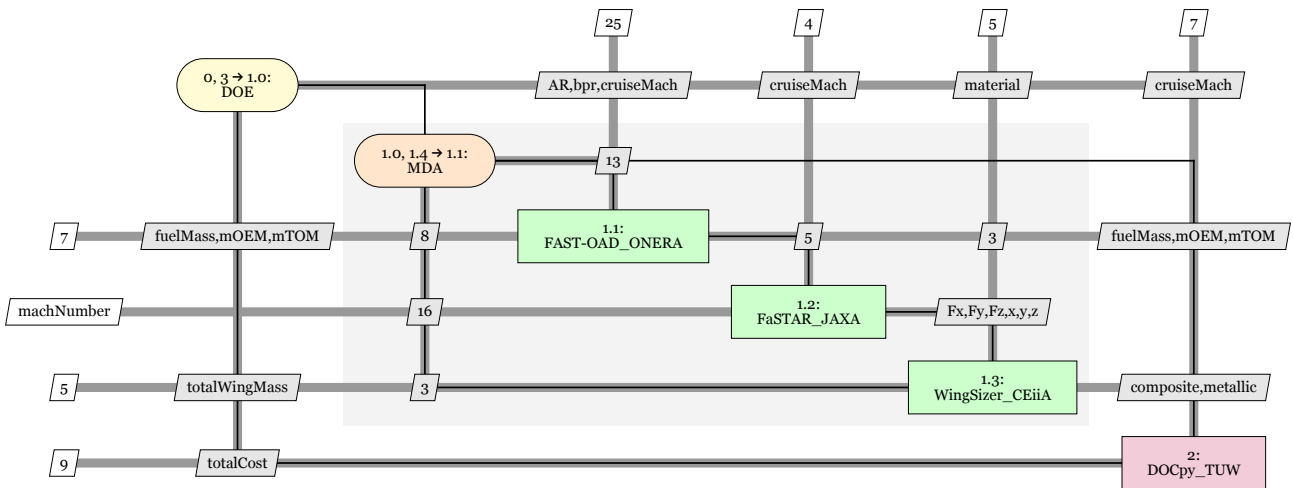 25
4
5
7
0, 3 → 1.0:
DOE
AR,bpr,cruiseMach
cruiseMach
material
cruiseMach
1.0, 1.4 → 1.1:
MDA
13
7
fuelMass,mOEM,mTOM
8
1.1:
FAST-OAD_ONERA
5
3
fuelMass,mOEM,mTOM
machNumber
16
1.2:
FaSTAR_JAXA
Fx,Fy,Fz,x,y,z
5
totalWingMass
3
1.3:
WingSizer_CEiiA
composite,metallic
9
totalCost
2:
DOCpy_TUW